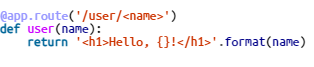 @app.route('/user/<name>')
def user(name):
    return '<h1>Hello, {}!</h1>'.format(name)